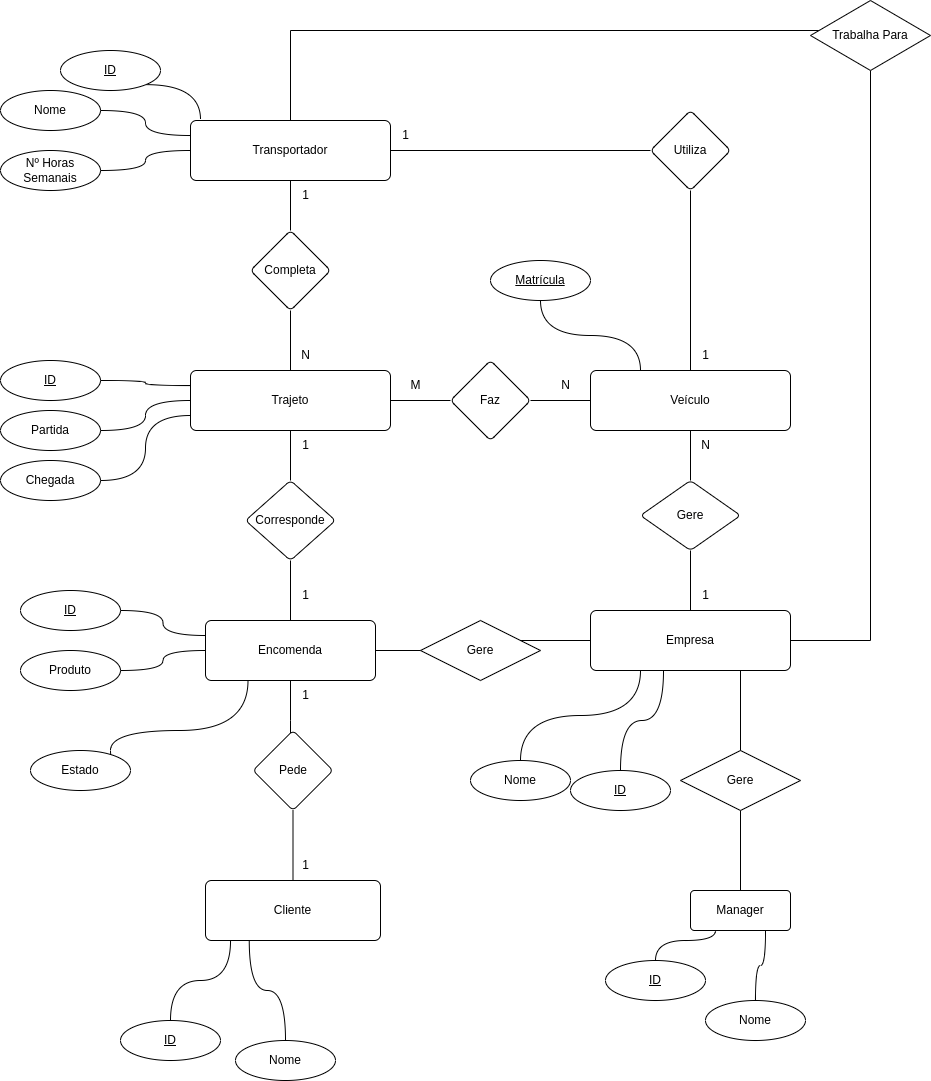 Trabalha Para
ID
Nome
Nº Horas
Semanais
Transportador
1
Utiliza
1
Completa
Matrícula
N
1
ID
Partida
Chegada
Trajeto
M
Faz
N
Veículo
1
N
Corresponde
Gere
1
1
ID
Produto
Estado
Encomenda
Gere
Empresa
1
Pede
Nome
ID
Gere
1
Cliente
Manager
ID
Nome
ID
Nome